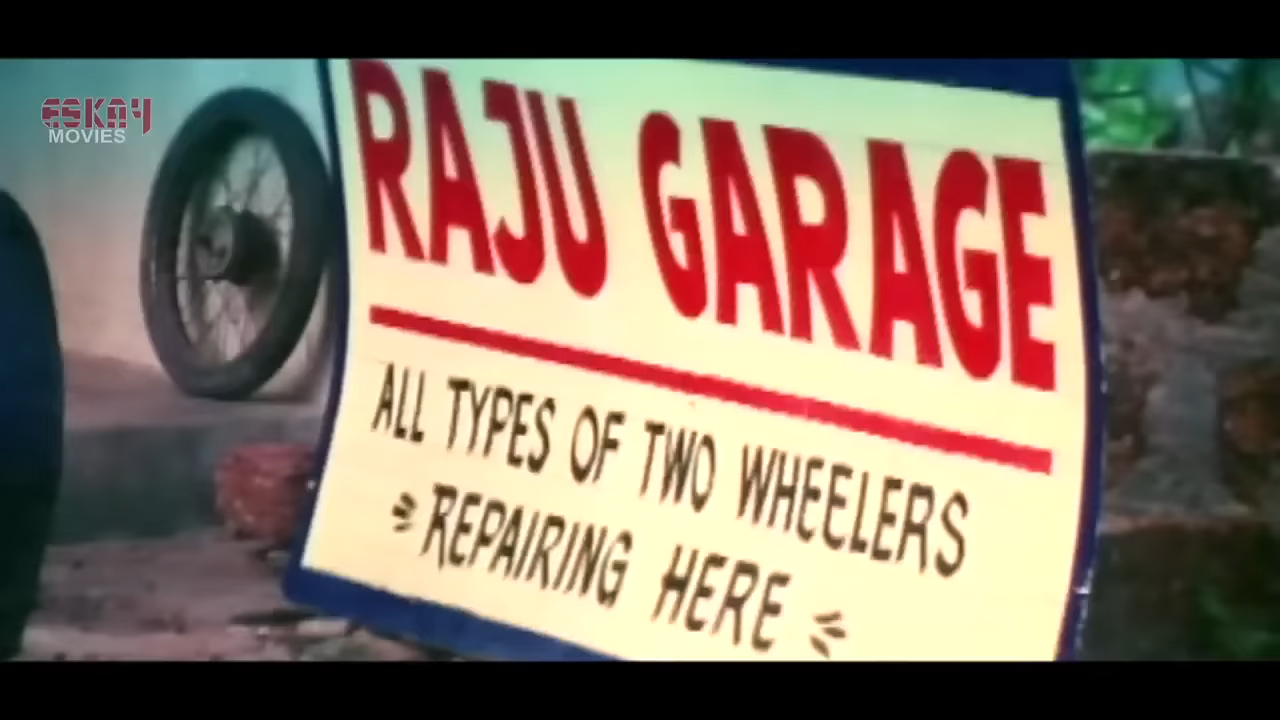 ESKAY
MOVIES
RAJU GARAGE
ALL TYPES OF TWO WHEELERS
REPAIRING HERE